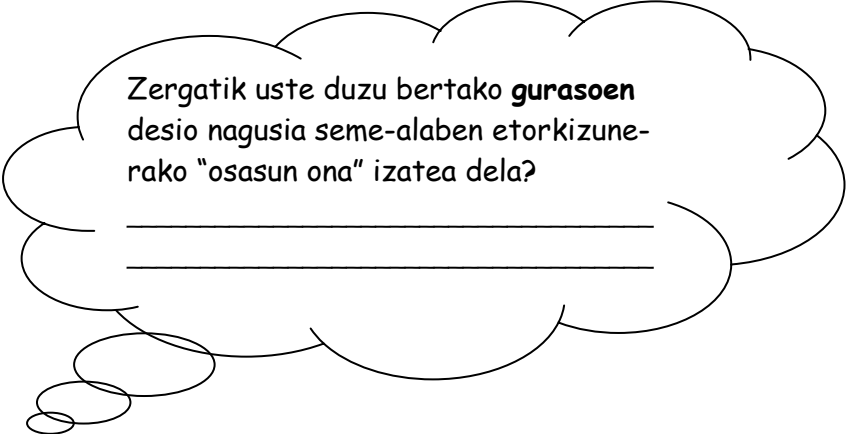 Zergatik uste duzu bertako gurasoen
desio nagusia seme-alaben etorkizune-
rako “osasun ona” izatea dela?